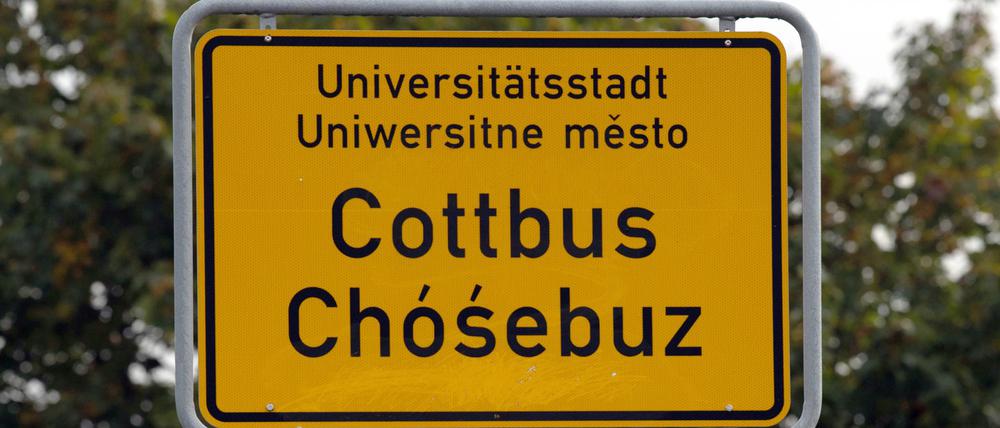 Universitätsstadt
Uniwersitne město
Cottbus
Chóśebuz